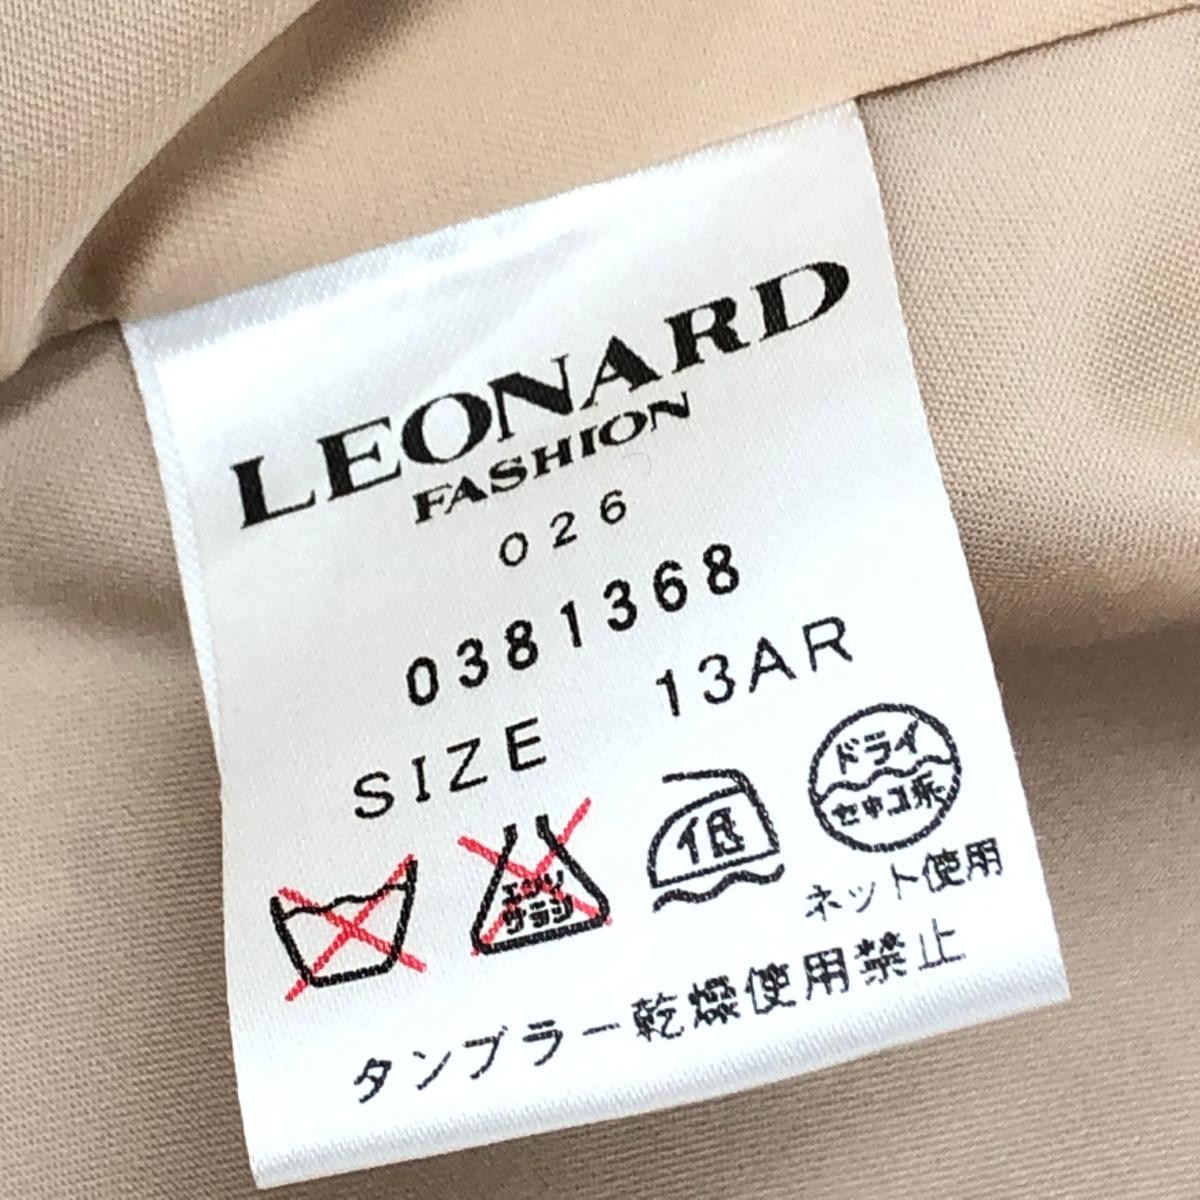 LEONARD
FASHION
026
0381368
SIZE 13AR
エンソ
サラシ
低
ドライ
セキユ系
ネット使用
タンブラー乾燥使用禁止